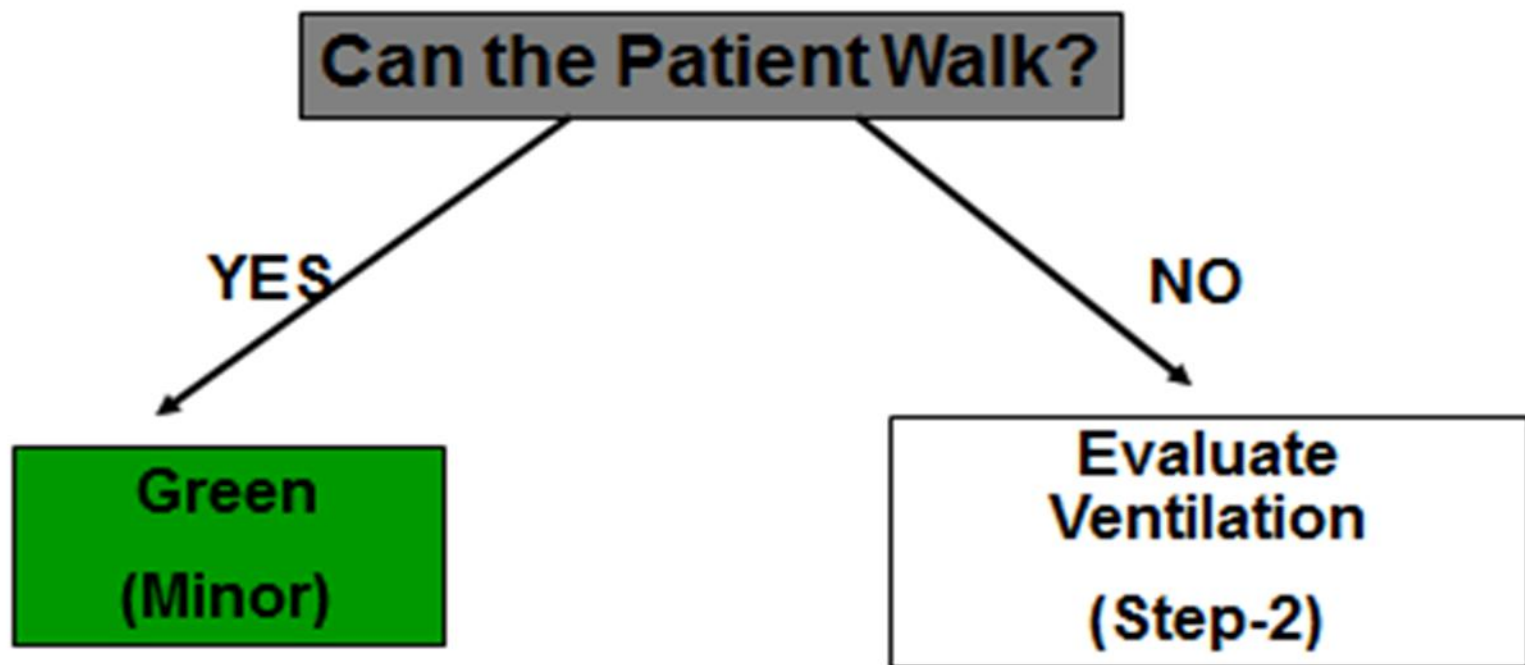 Can the Patient Walk?
YES
NO
Green
(Minor)
Evaluate
Ventilation
(Step-2)